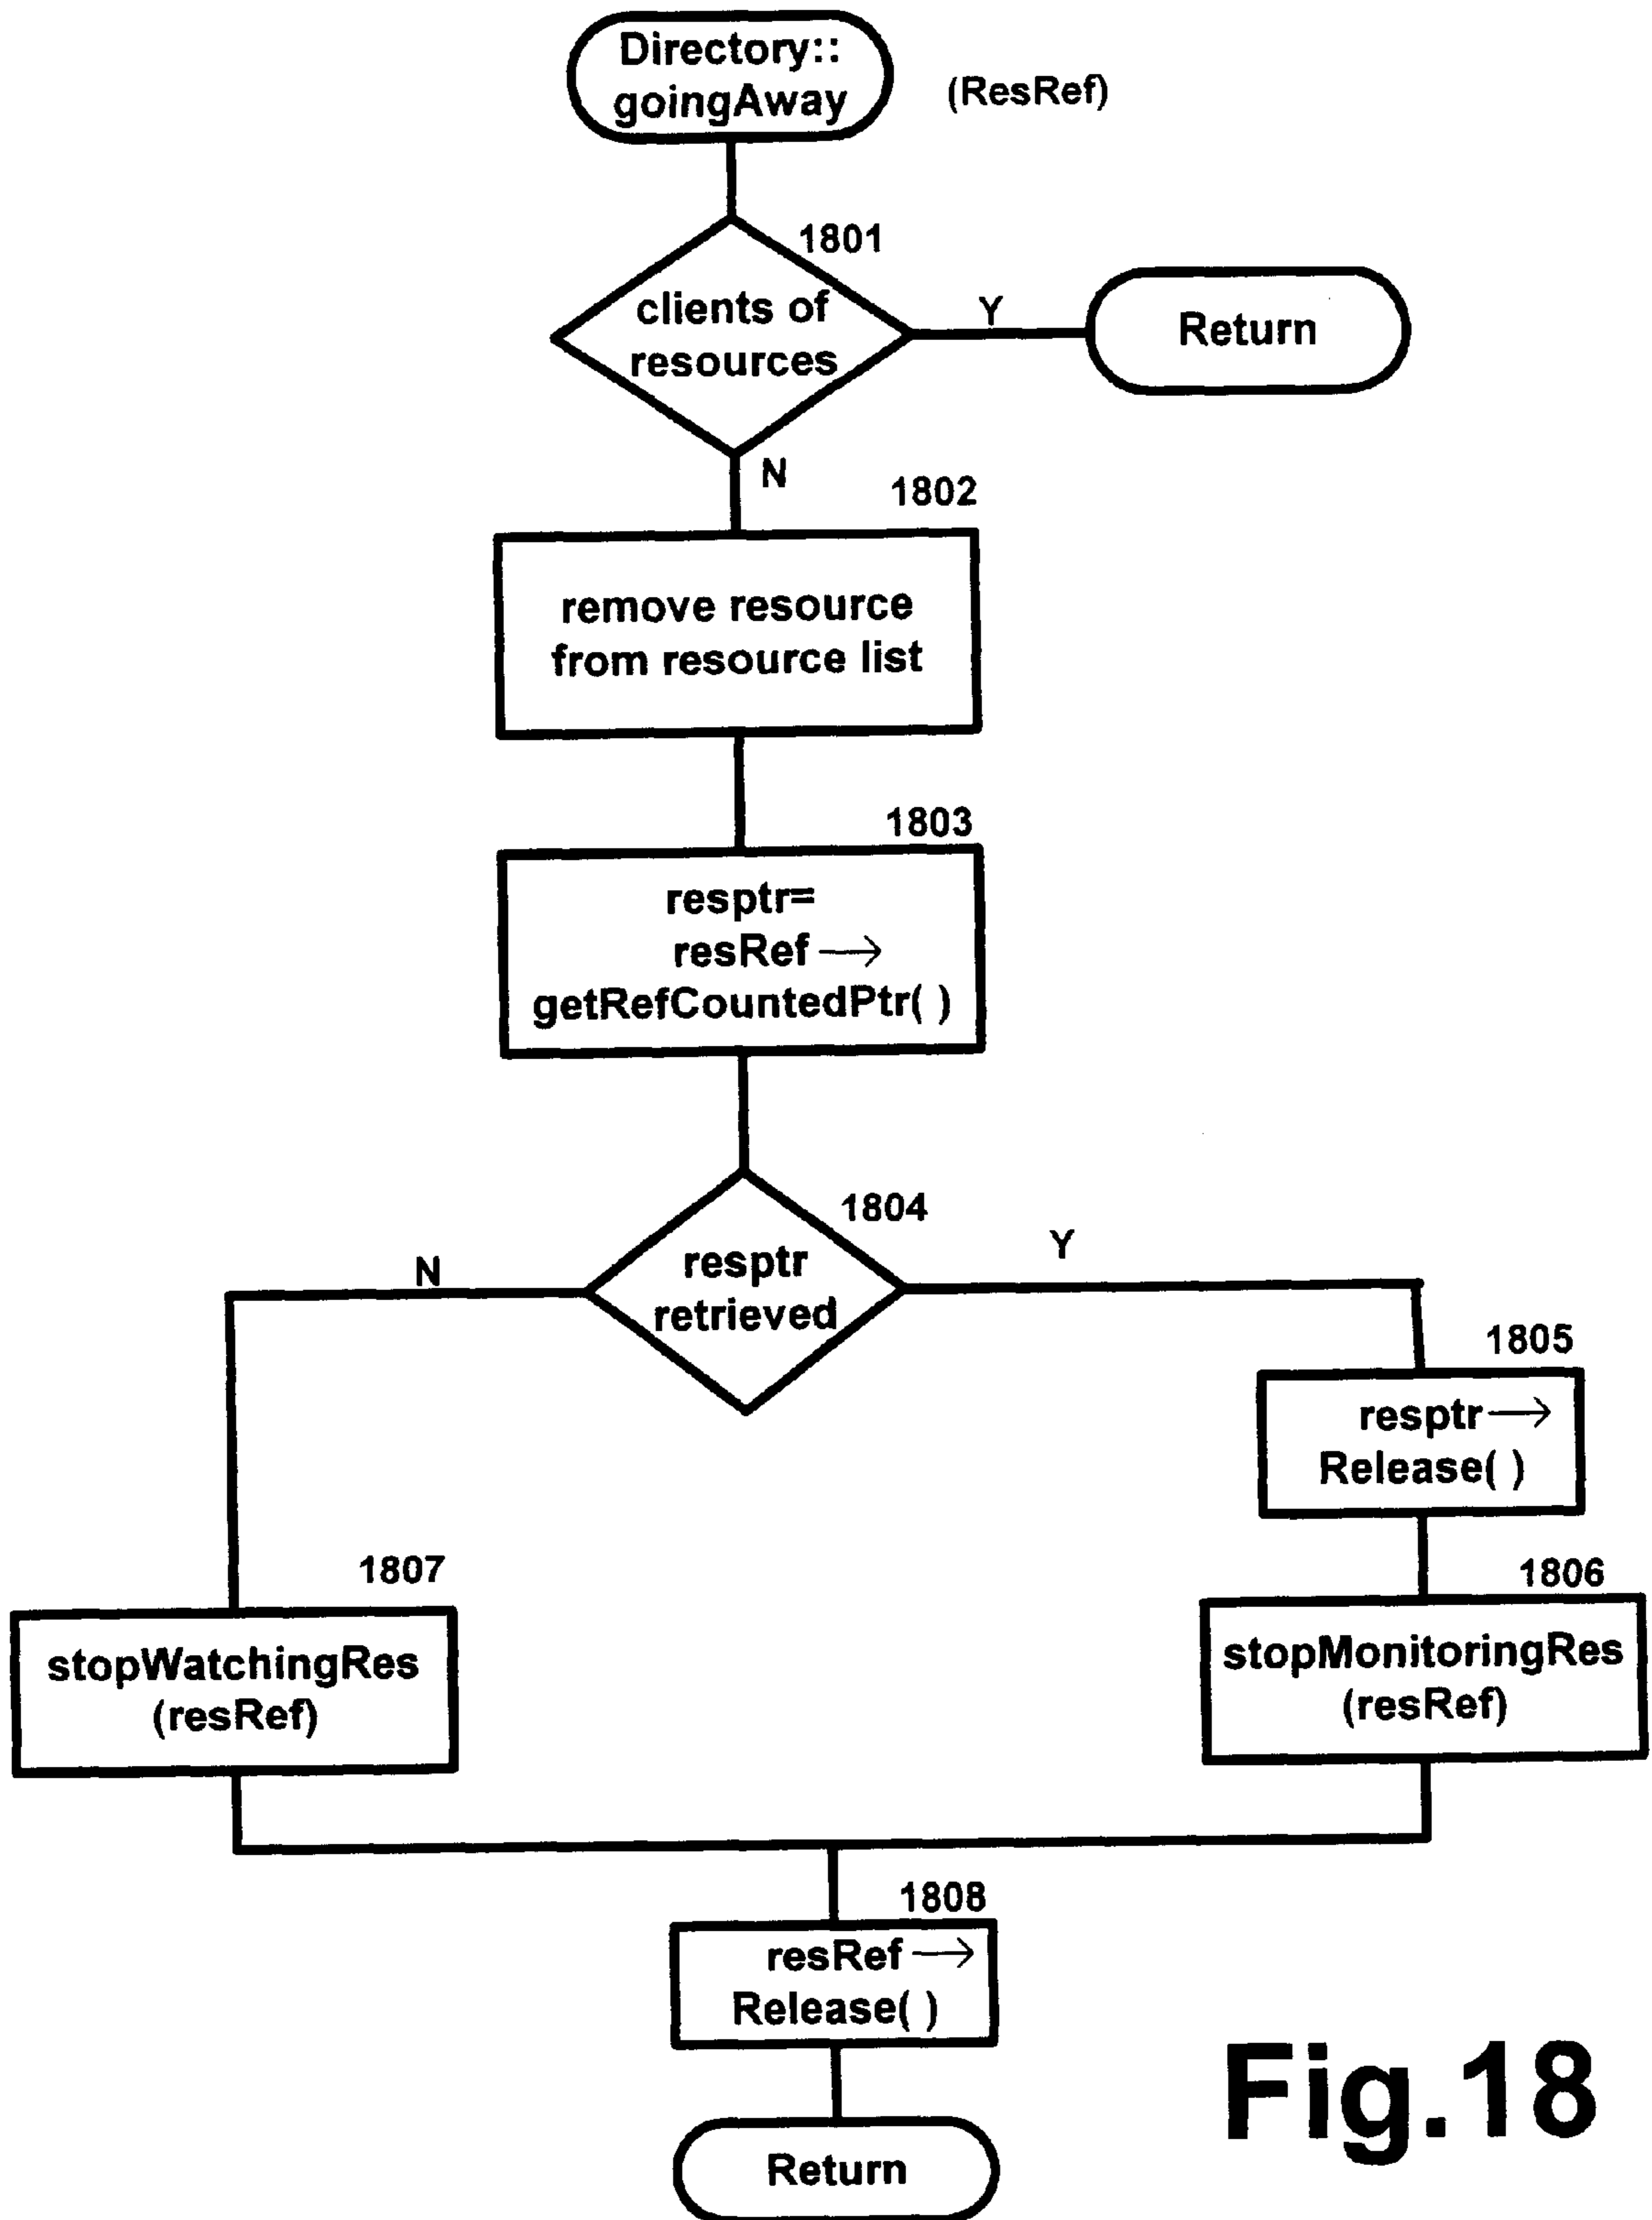 Directory::
goingAway
(ResRef)
1801
clients of
resources
Y
Return
N
1802
remove resource
from resource list
1803
resptr=
resRef →
getRefCountedPtr( )
1804
resptr
retrieved
N
Y
1805
resptr →
Release( )
1807
stopWatchingRes
(resRef)
1806
stopMonitoringRes
(resRef)
1808
resRef →
Release( )
Return
Fig.18